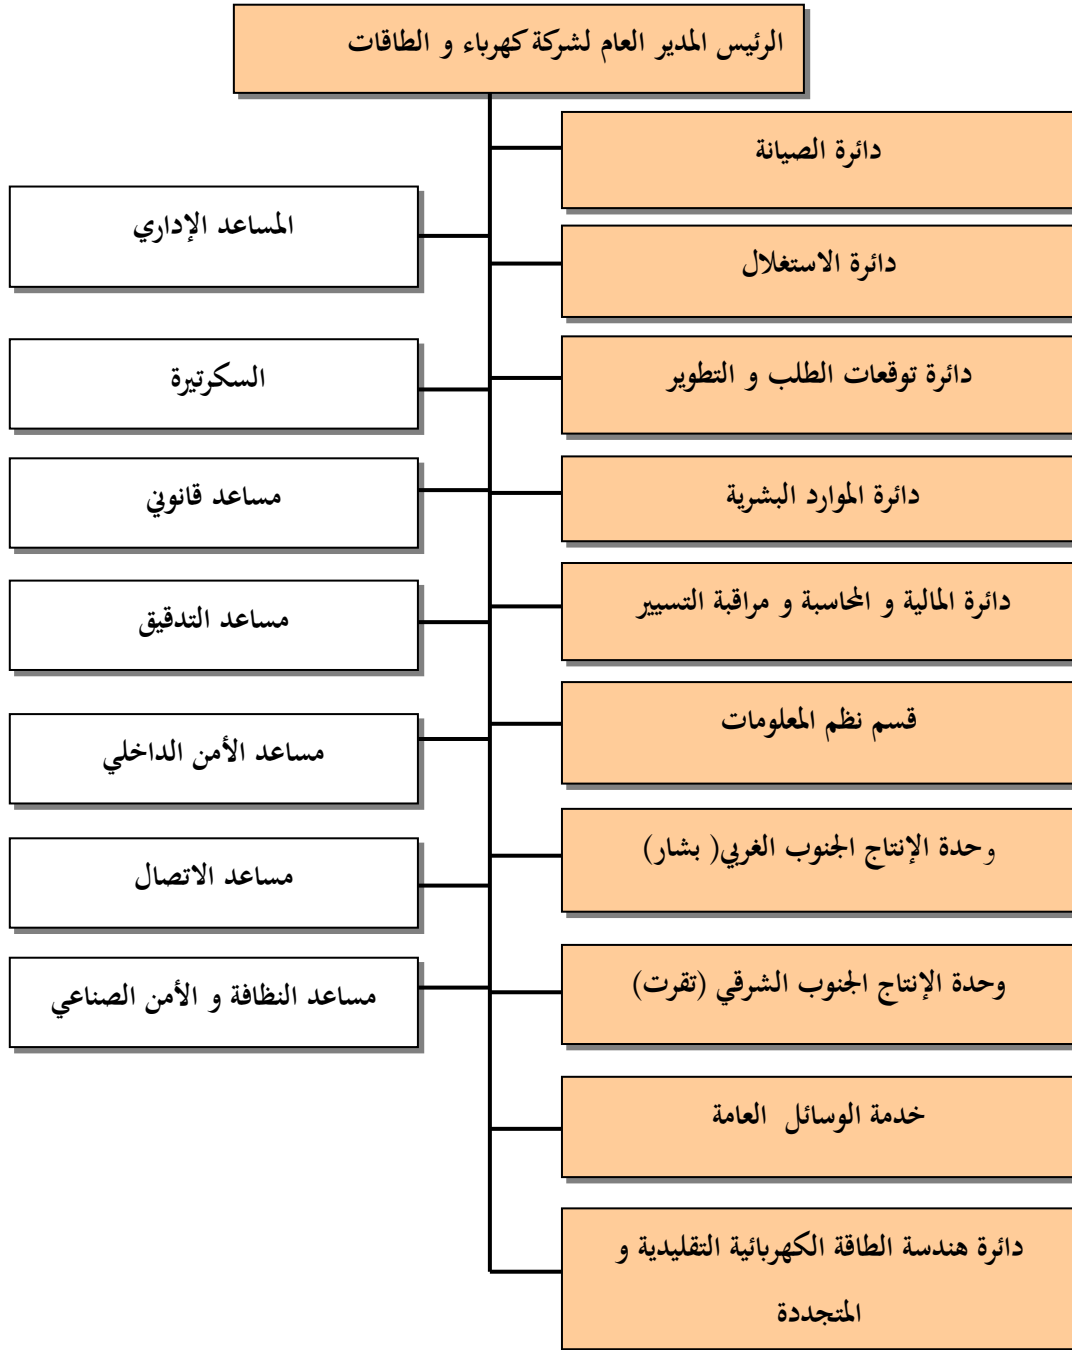 الرئيس المدير العام لشركة كهرباء و الطاقات
دائرة الصيانة
دائرة الاستغلال
دائرة توقعات الطلب و التطوير
دائرة الموارد البشرية
دائرة المالية و المحاسبة و مراقبة التسيير
قسم نظم المعلومات
وحدة الإنتاج الجنوب الغربي( بشار)
وحدة الإنتاج الجنوب الشرقي (تقرت)
خدمة الوسائل العامة
دائرة هندسة الطاقة الكهربائية التقليدية و
المتجددة
المساعد الإداري
السكرتيرة
مساعد قانوني
مساعد التدقيق
مساعد الأمن الداخلي
مساعد الاتصال
مساعد النظافة و الأمن الصناعي